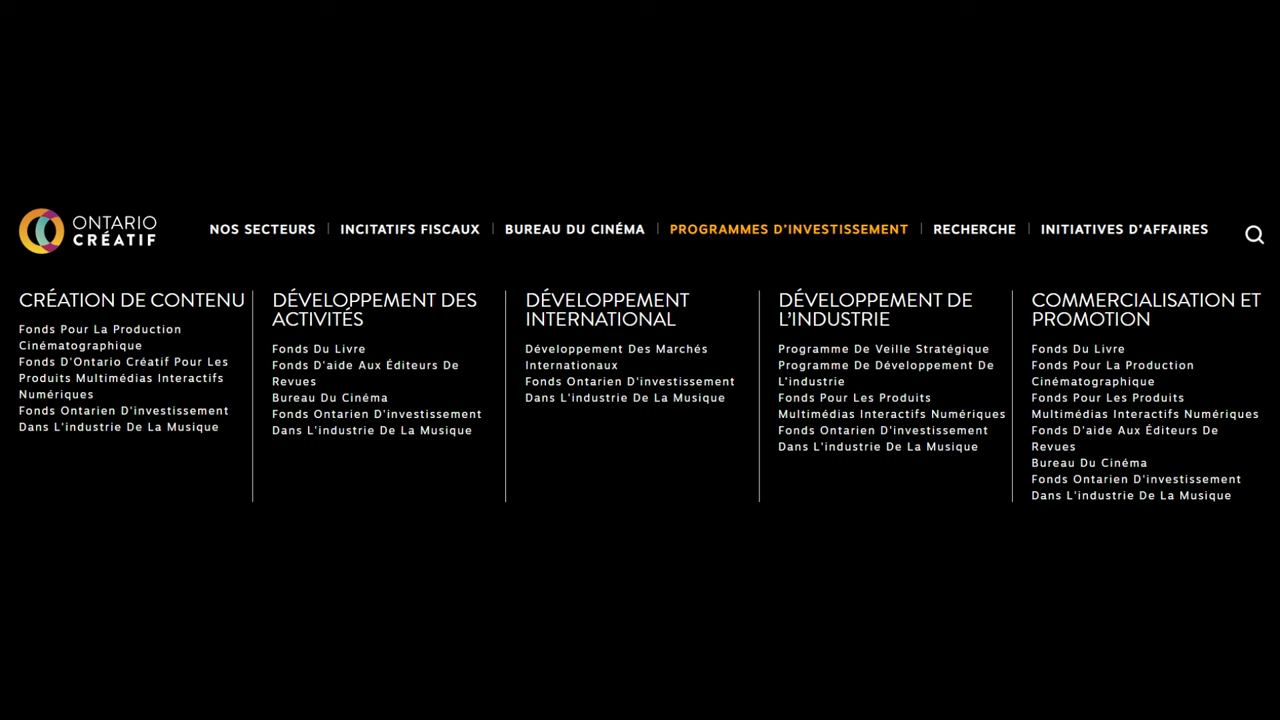 ONTARIO
CRÉATIF
NOS SECTEURS
INCITATIFS FISCAUX
BUREAU DU CINÉMA
PROGRAMMES D'INVESTISSEMENT
RECHERCHE
INITIATIVES D'AFFAIRES
CRÉATION DE CONTENU
Fonds Pour La Production
Cinématographique
Fonds D'Ontario Créatif Pour Les
Produits Multimédias Interactifs
Numériques
Fonds Ontarien D'investissement
Dans L'industrie De La Musique
DÉVELOPPEMENT DES
ACTIVITÉS
Fonds Du Livre
Fonds D'aide Aux Éditeurs De
Revues
Bureau Du Cinéma
Fonds Ontarien D'investissement
Dans L'industrie De La Musique
DÉVELOPPEMENT
INTERNATIONAL
Développement Des Marchés
Internationaux
Fonds Ontarien D'investissement
Dans L'industrie De La Musique
DÉVELOPPEMENT DE
L'INDUSTRIE
Programme De Veille Stratégique
Programme De Développement De
L'industrie
Fonds Pour Les Produits
Multimédias Interactifs Numériques
Fonds Ontarien D'investissement
Dans L'industrie De La Musique
COMMERCIALISATION ET
PROMOTION
Fonds Du Livre
Fonds Pour La Production
Cinématographique
Fonds Pour Les Produits
Multimédias Interactifs Numériques
Fonds D'aide Aux Éditeurs De
Revues
Bureau Du Cinéma
Fonds Ontarien D'investissement
Dans L'industrie De La Musique